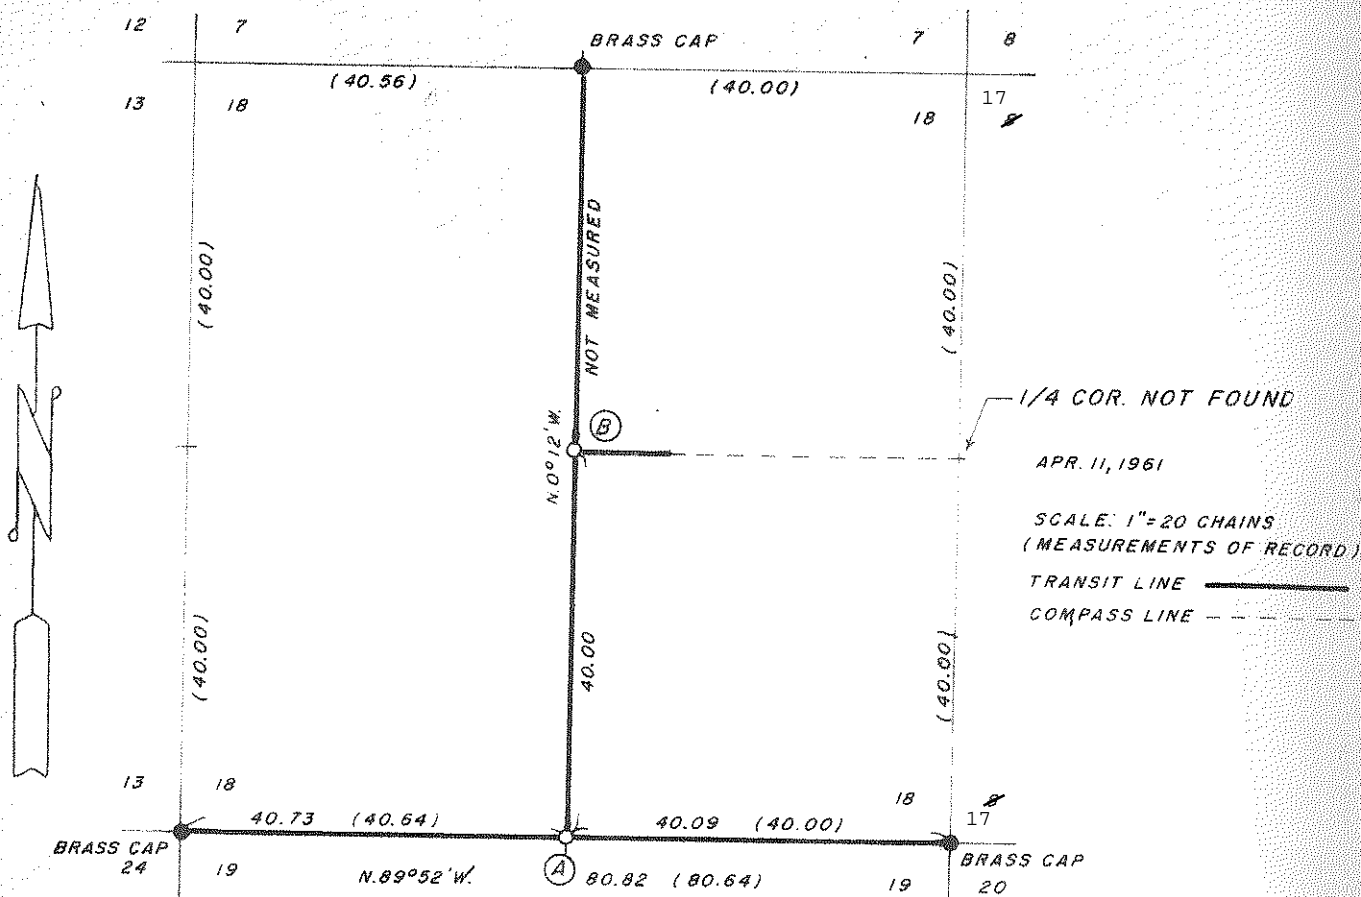 12 7
BRASS CAP
7 8
(40.56)
(40.00)
13 18
18 17
8
(40.00)
NOT MEASURED
(40.00)
1/4 COR. NOT FOUND
B
N.0°12'W.
APR. 11, 1961
SCALE: 1"=20 CHAINS
(MEASUREMENTS OF RECORD)
TRANSIT LINE
COMPASS LINE
(40.00)
40.00
(40.00)
13 18
18 8
17
40.73 (40.64)
40.09 (40.00)
BRASS CAP
24 19
N.89°52'W.
A
80.82 (80.64)
19 20
BRASS CAP